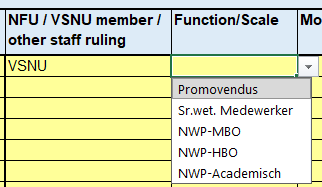 NFU / VSNU member /
other staff ruling
Function/Scale
Mo
VSNU
Promovendus
Sr.wet. Medewerker
NWP-MBO
NWP-HBO
NWP-Academisch